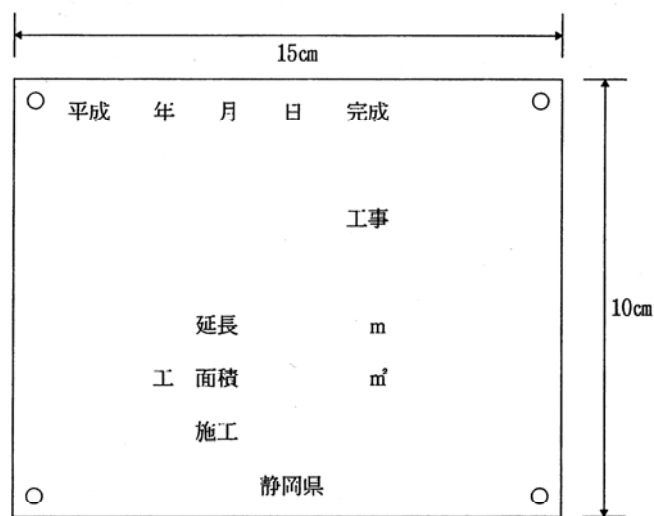 15㎝
平成 年 月 日 完成
工事
10㎝
延長 m
工 面積 ㎡
施工
静岡県